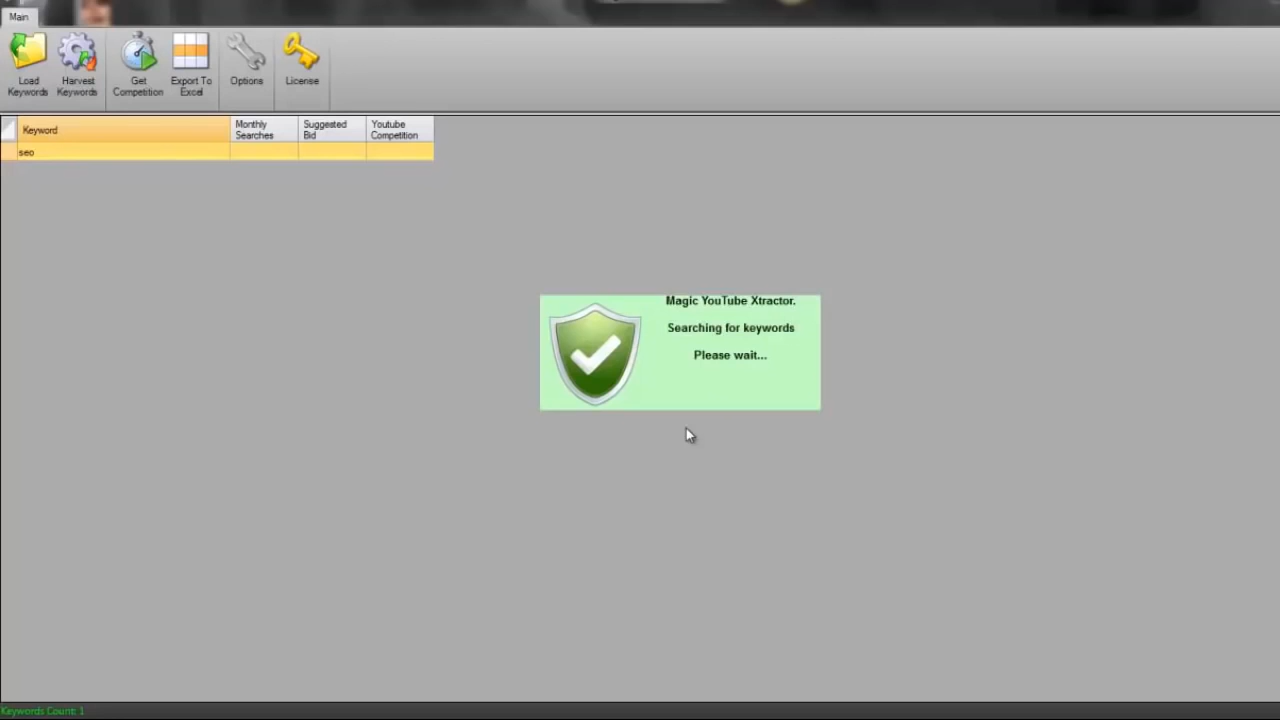 Main
Load
Keywords
Harvest
Keywords
Get
Competition
Export To
Excel
Options
License
Keyword
Monthly
Searches
Suggested
Bid
Youtube
Competition
seo
Magic YouTube Xtractor.
Searching for keywords
Please wait...
Keywords Count: 1